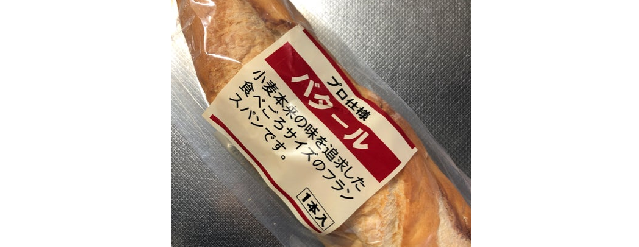 プロ仕様
バタール
小麦本来の味を追求した
食べごろサイズのフラン
スパンです。
1本入